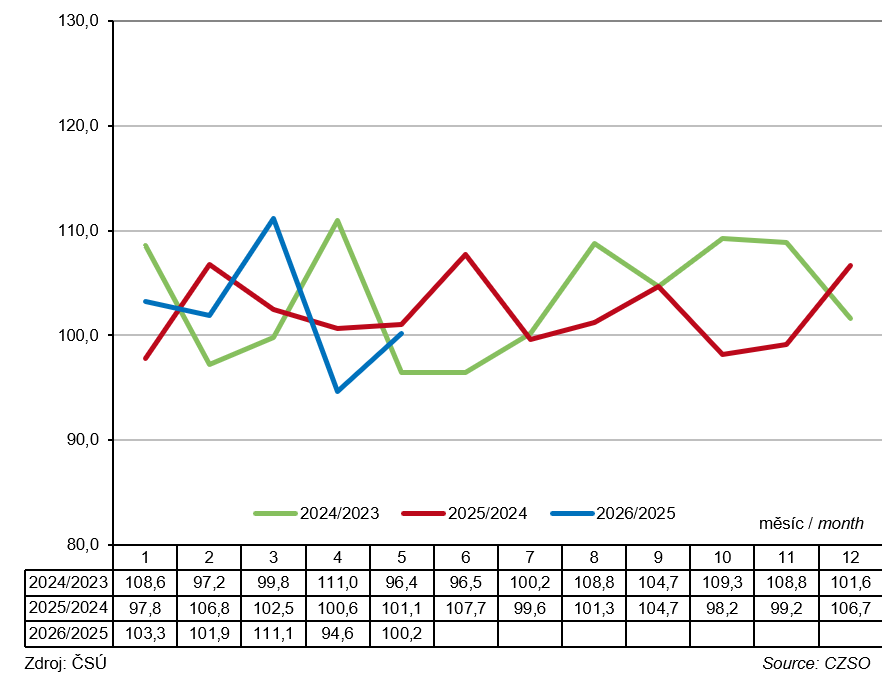 130,0
120,0
110,0
100,0
90,0
80,0
2024/2023 2025/2024 2026/2025
měsíc / month
1 2 3 4 5 6 7 8 9 10 11 12
2024/2023 108,6 97,2 99,8 111,0 96,4 96,5 100,2 108,8 104,7 109,3 108,8 101,6
2025/2024 97,8 106,8 102,5 100,6 101,1 107,7 99,6 101,3 104,7 98,2 99,2 106,7
2026/2025 103,3 101,9 111,1 94,6 100,2
Zdroj: ČSÚ Source: CZSO